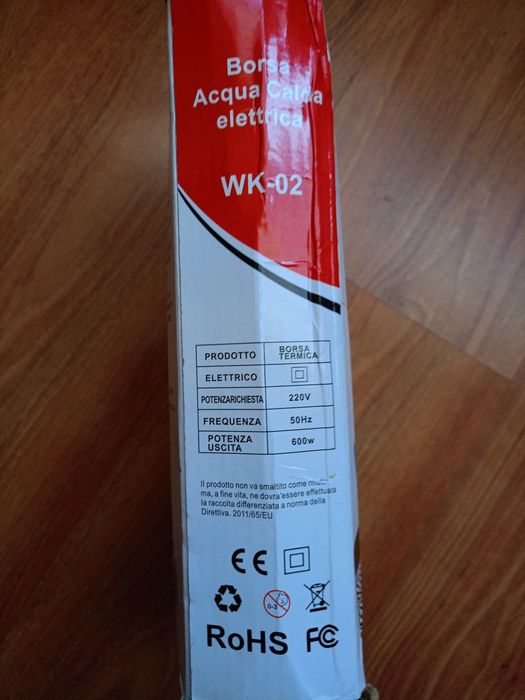 Borsa
Acqua Calda
elettrica
WK-02
PRODOTTO BORSA TERMICA
ELETTRICO
POTENZARICHIESTA 220V
FREQUENZA 50Hz
POTENZA USCITA 600w
Il prodotto non va smaltito come
ma, a fine vita, ne dovra'essere effettuata
la raccolta differenziata a norma della
Direttiva. 2011/65/EU
CE
0-3
RoHS FC